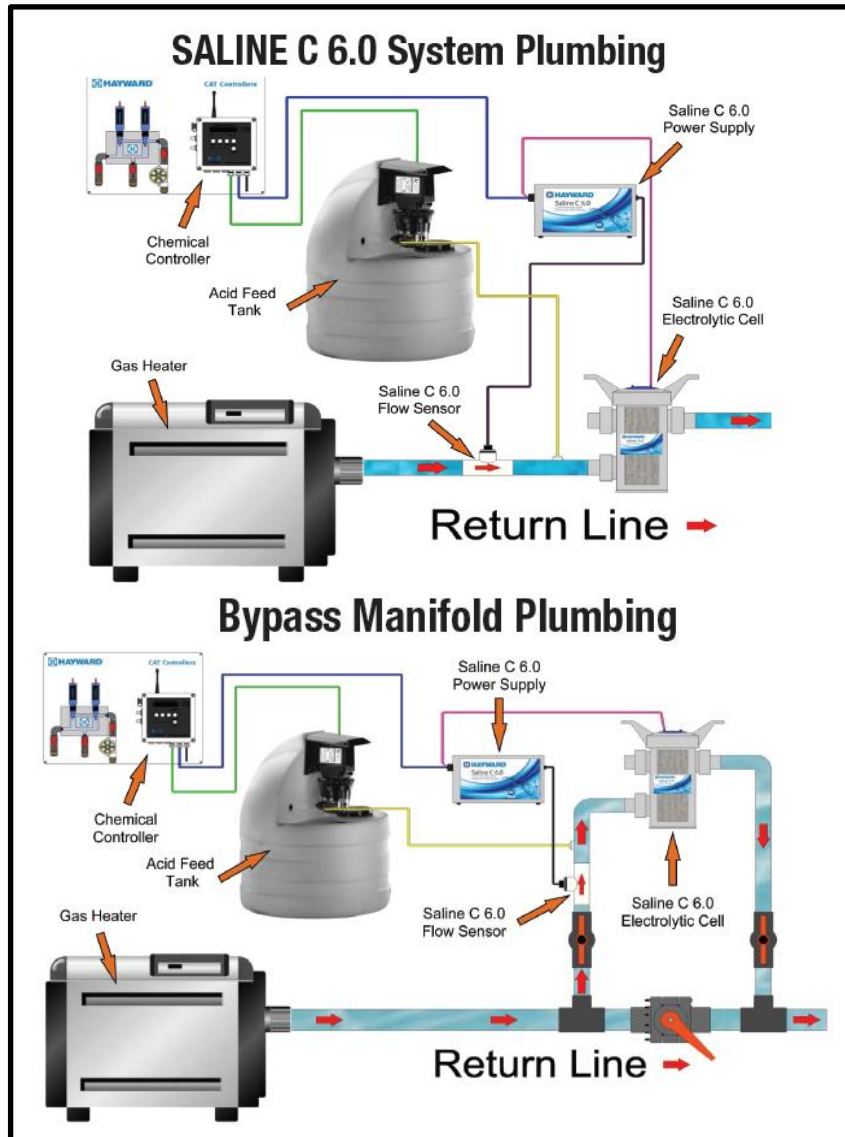 SALINE C 6.0 System Plumbing
HAYWARD
CAT Controllers
Saline C 6.0
Power Supply
HAYWARD
Saline C 6.0
Chemical
Controller
Acid Feed
Tank
Saline C 6.0
Electrolytic Cell
Gas Heater
Saline C 6.0
Flow Sensor
HAYWARD
Return Line
Bypass Manifold Plumbing
HAYWARD
CAT Controllers
Saline C 6.0
Power Supply
HAYWARD
Saline C 6.0
Chemical
Controller
Acid Feed
Tank
HAYWARD
Saline C 6.0
Flow Sensor
Saline C 6.0
Electrolytic Cell
Gas Heater
Return Line